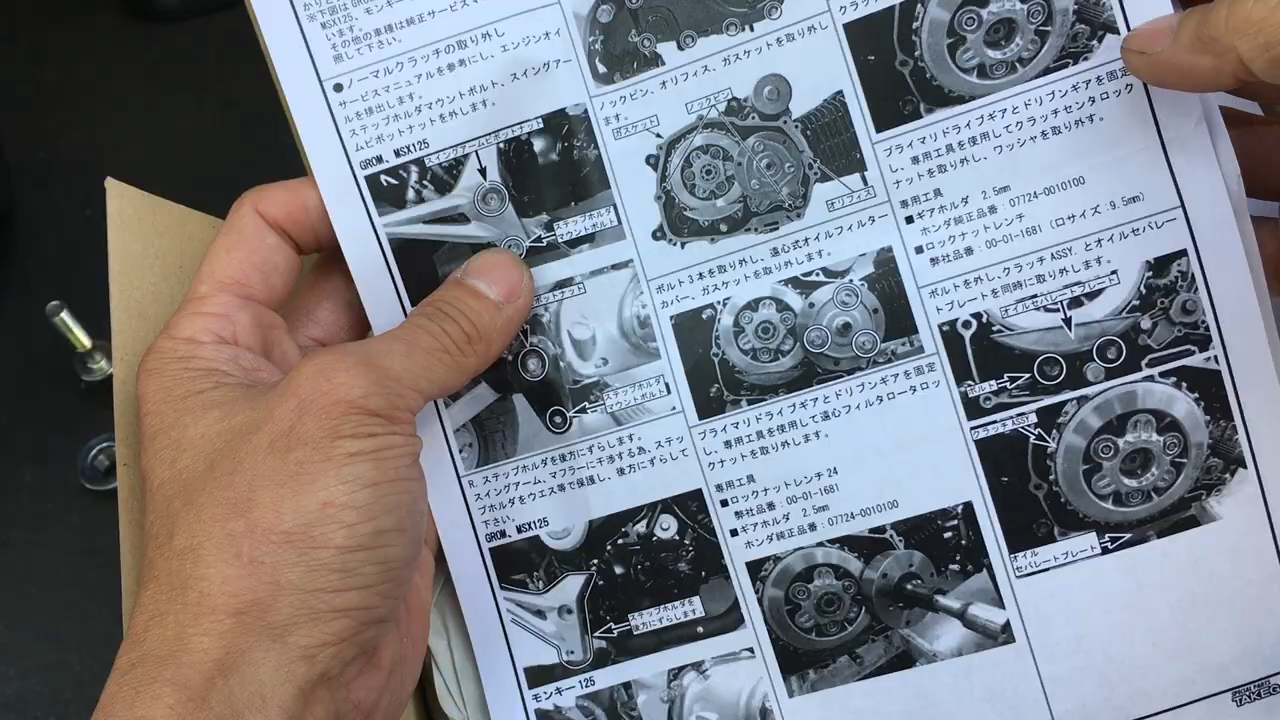 ※下図はGROM、
MSX125、モンキー
います。
その他の車種は純正サービスマ
照して下さい。
●ノーマルクラッチの取り外し
サービスマニュアルを参考にし、エンジンオイ
ルを排出します。
ステップホルダマウントボルト、スイングアー
ムピボットナットを外します。
GROM、MSX125
スイングアームピボットナット
ステップホルダ
マウントボルト
ボットナット
ステップホルダ
マウントボルト
R. ステップホルダを後方にずらします。
スイングアーム、マフラーに干渉する為、ステッ
プホルダをウエス等で保護し、後方にずらして
下さい。
GROM、MSX125
ステップホルダを
後方にずらします。
モンキー125
ノックピン、オリフィス、ガスケットを取り外し
ます。
ノックピン
ガスケット
オリフィス
ボルト3本を取り外し、遠心式オイルフィルター
カバー、ガスケットを取り外します。
プライマリドライブギアとドリブンギアを固定
し、専用工具を使用して遠心フィルタロータロッ
クナットを取り外します。
専用工具
■ロックナットレンチ24
弊社品番：00-01-1681
■ギアホルダ 2.5mm
ホンダ純正品番：07724-0010100
クラッ
プライマリドライブギアとドリブンギアを固定
し、専用工具を使用してクラッチセンタロック
ナットを取り外し、ワッシャを取り外す。
専用工具
■ギアホルダ 2.5mm
ホンダ純正品番：07724-0010100
■ロックナットレンチ
弊社品番：00-01-1681（口サイズ：9.5mm）
ボルトを外し、クラッチASSY.とオイルセパレー
トプレートを同時に取り外します。
オイルセパレートプレート
ボルト
クラッチASSY.
オイル
セパレートプレート
SPECIAL PARTS
TAKEG